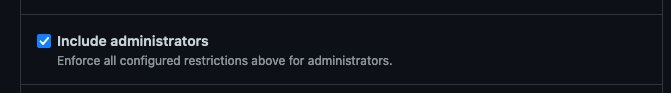 Include administrators
Enforce all configured restrictions above for administrators.